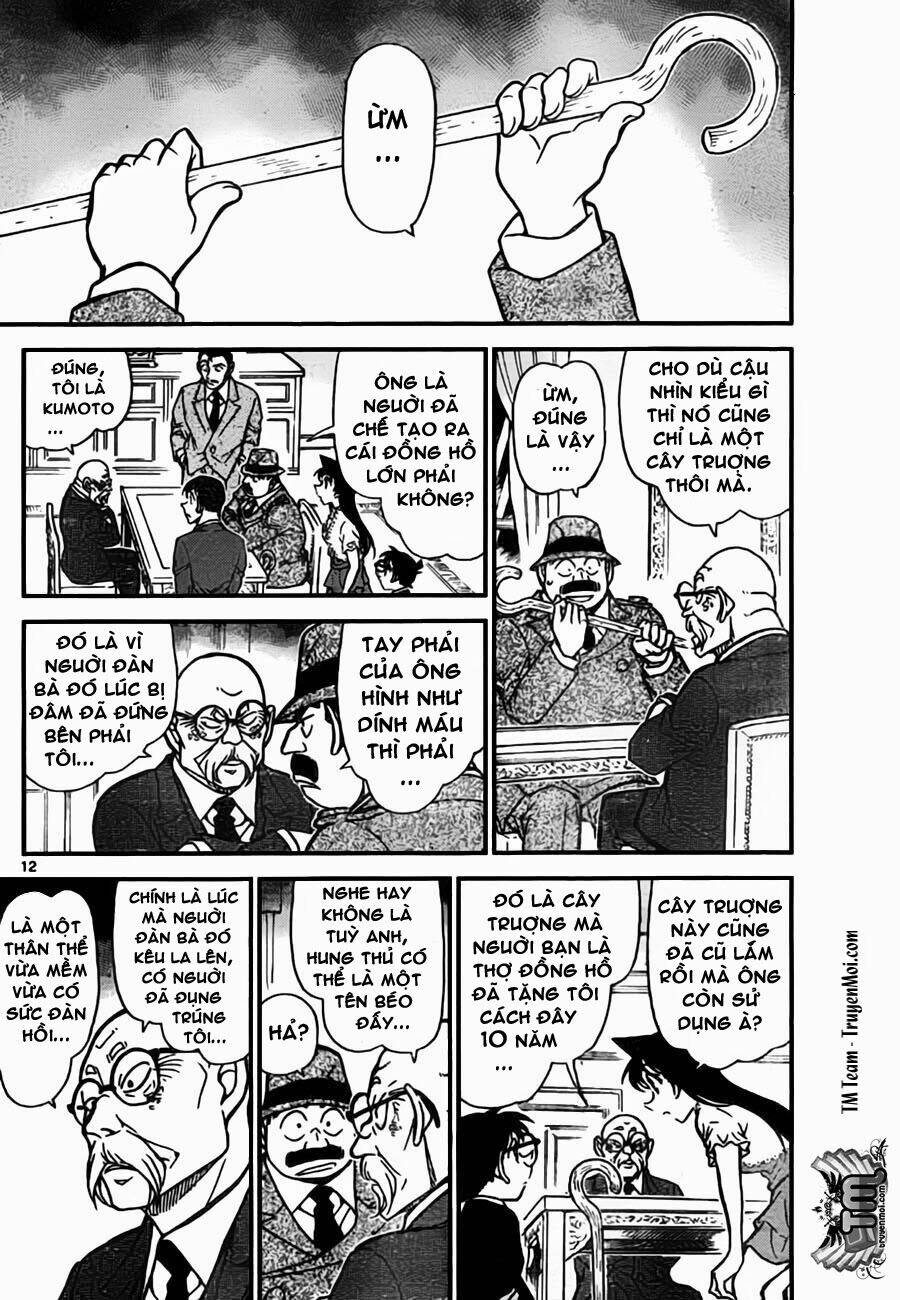 ỪM
...
CHO DÙ CẬU
NHÌN KIỂU GÌ
THÌ NÓ CŨNG
CHỈ LÀ MỘT
CÂY TRƯỢNG
THÔI MÀ.
ỪM,
ĐÚNG
LÀ VẬY
...
ÔNG LÀ
NGƯỜI ĐÃ
CHẾ TẠO RA
CÁI ĐỒNG HỒ
LỚN PHẢI
KHÔNG?
ĐÚNG,
TÔI LÀ
KUMOTO
...
TAY PHẢI
CỦA ÔNG
HÌNH NHƯ
DÍNH MÁU
THÌ PHẢI
...
ĐÓ LÀ VÌ
NGƯỜI ĐÀN
BÀ ĐÓ LÚC BỊ
ĐÂM ĐÃ ĐỨNG
BÊN PHẢI
TÔI...
12
CÂY TRƯỢNG
NÀY CŨNG
ĐÃ CŨ LẮM
RỒI MÀ ÔNG
CÒN SỬ
DỤNG À?
ĐÓ LÀ CÂY
TRƯỢNG MÀ
NGƯỜI BẠN LÀ
THỢ ĐỒNG HỒ
ĐÃ TẶNG TÔI
CÁCH ĐÂY
10 NĂM
...
NGHE HAY
KHÔNG LÀ
TUỲ ANH,
HUNG THỦ CÓ
THỂ LÀ MỘT
TÊN BÉO
ĐẤY...
HẢ?
CHÍNH LÀ LÚC
MÀ NGƯỜI
ĐÀN BÀ ĐÓ
KÊU LA LÊN,
CÓ NGƯỜI
ĐÃ ĐỤNG
TRÚNG
TÔI...
LÀ MỘT
THÂN THỂ
VỪA MỀM
VỪA CÓ
SỨC ĐÀN
HỒI...
TM Team - TruyenMoi.com
TM
truyenmoi.com